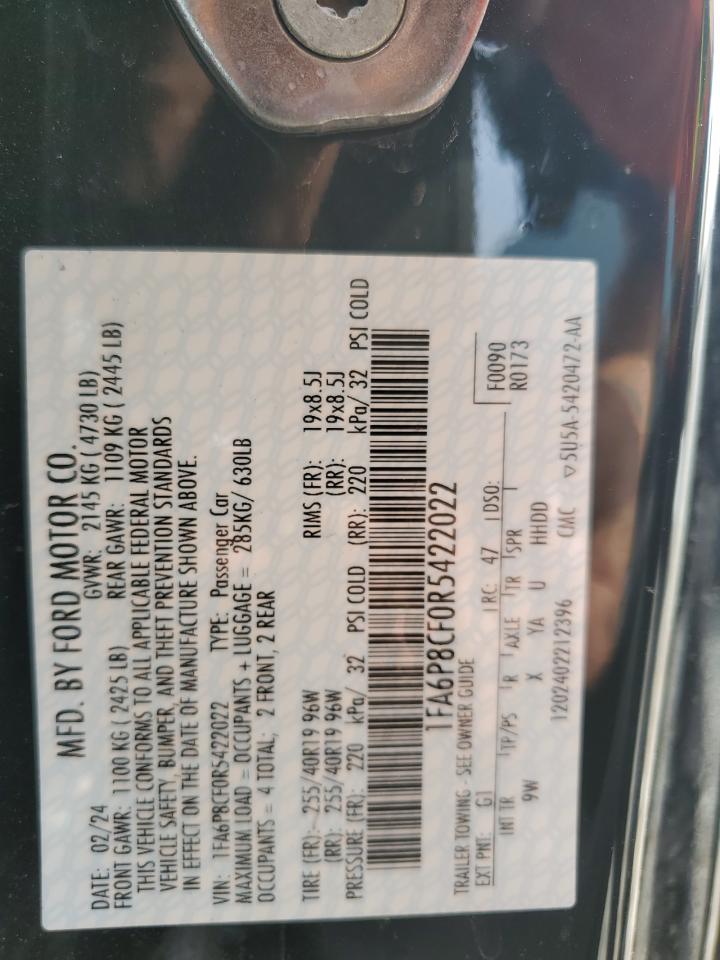 MFD. BY FORD MOTOR CO.
DATE: 02/24 GVWR: 2145 KG ( 4730 LB)
FRONT GAWR: 1100 KG ( 2425 LB) REAR GAWR: 1109 KG ( 2445 LB)
THIS VEHICLE CONFORMS TO ALL APPLICABLE FEDERAL MOTOR
VEHICLE SAFETY, BUMPER, AND THEFT PREVENTION STANDARDS
IN EFFECT ON THE DATE OF MANUFACTURE SHOWN ABOVE.
VIN: 1FA6P8CF0R5422022 TYPE: Passenger Car
MAXIMUM LOAD = OCCUPANTS + LUGGAGE = 285KG/ 630LB
OCCUPANTS = 4 TOTAL; 2 FRONT, 2 REAR
TIRE (FR): 255/40R19 96W RIMS (FR): 19x8.5J
(RR): 255/40R19 96W (RR): 19x8.5J
PRESSURE (FR): 220 kPa/ 32 PSI COLD (RR): 220 kPa/ 32 PSI COLD
1FA6P8CF0R5422022
TRAILER TOWING - SEE OWNER GUIDE
EXT PNT: G1 RC: 47 DSO: F0090
INT TR TP/PS R AXLE TR SPR R0173
9W X YA U HHDD
1202402212396 CMC ▽5U5A-5420472-AA